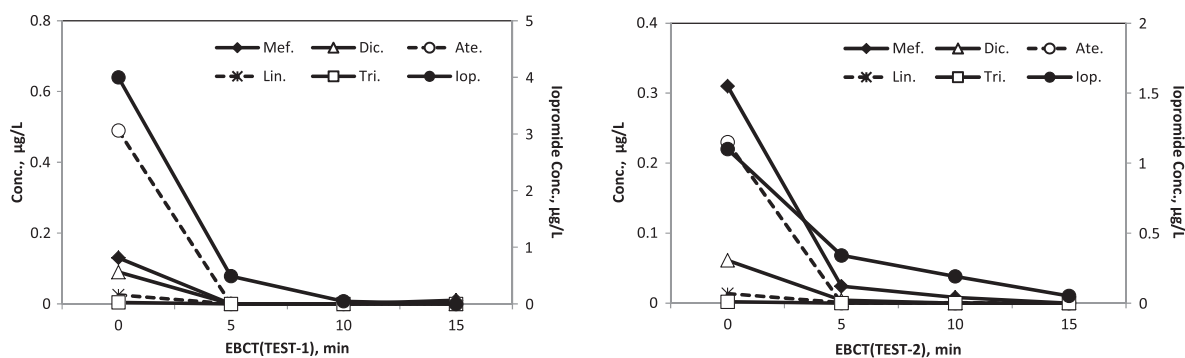 0.8
0.6
0.4
0.2
0
Conc., µg/L
5
4
3
2
1
0
Iopromide Conc., µg/L
Mef. Dic. Ate.
Lin. Tri. Iop.
0 5 10 15
EBCT(TEST-1), min
0.4
0.3
0.2
0.1
0
Conc., µg/L
2
1.5
1
0.5
0
Iopromide Conc., µg/L
Mef. Dic. Ate.
Lin. Tri. Iop.
0 5 10 15
EBCT(TEST-2), min